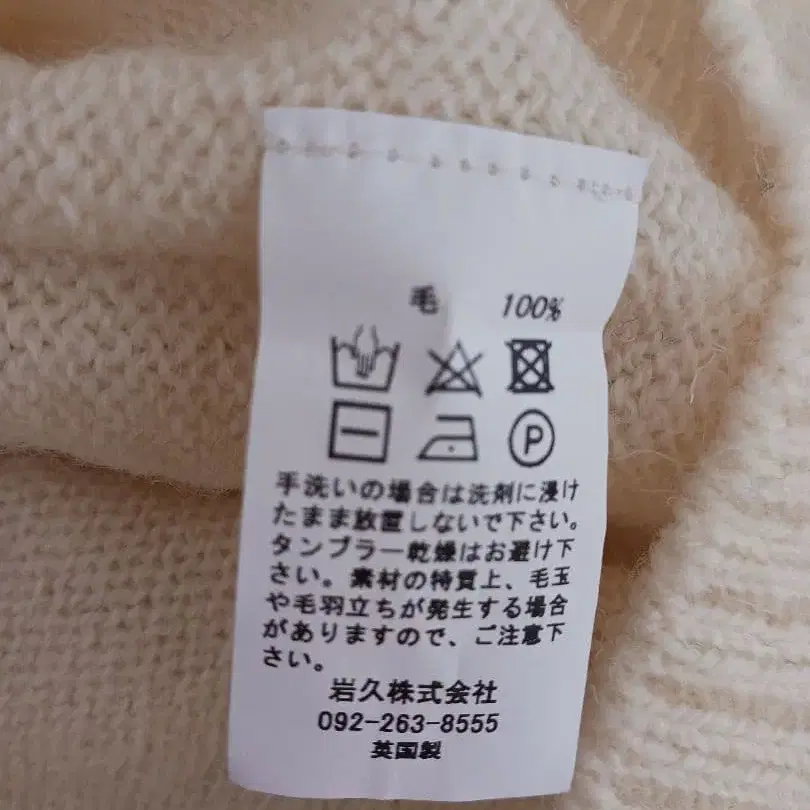 毛 100%
P
手洗いの場合は洗剤に浸け
たまま放置しないで下さい。
タンブラー乾燥はお避け下
さい。素材の特質上、毛玉
や毛羽立ちが発生する場合
がありますので、ご注意下
さい。
岩久株式会社
092-263-8555
英国製